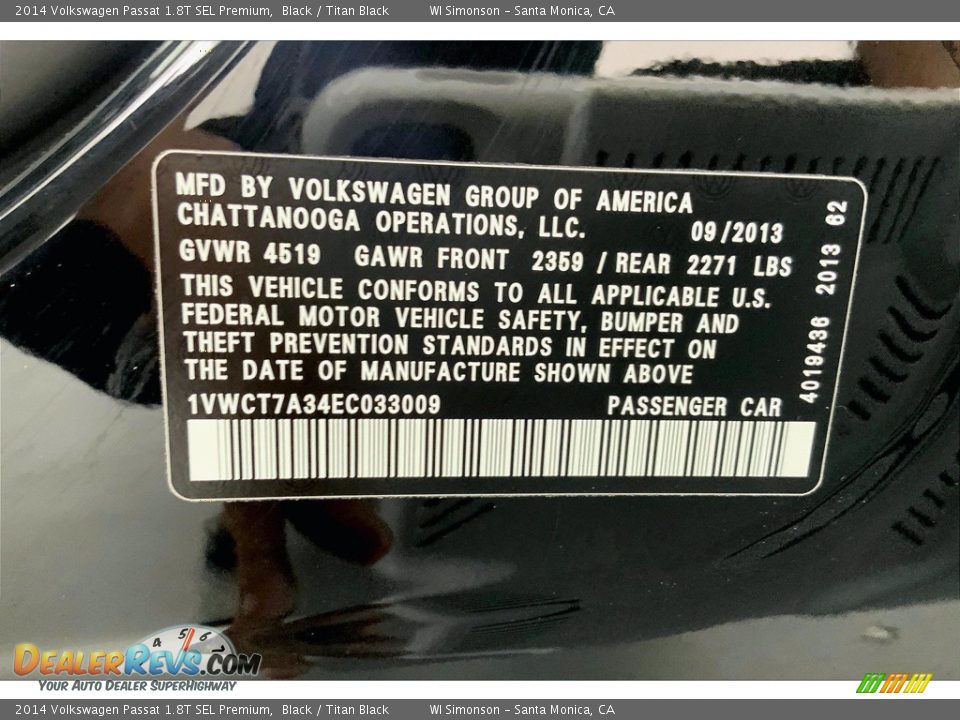 2014 Volkswagen Passat 1.8T SEL Premium, Black / Titan Black WI Simonson - Santa Monica, CA
MFD BY VOLKSWAGEN GROUP OF AMERICA
CHATTANOOGA OPERATIONS, LLC. 09/2013
GVWR 4519 GAWR FRONT 2359 / REAR 2271 LBS
THIS VEHICLE CONFORMS TO ALL APPLICABLE U.S.
FEDERAL MOTOR VEHICLE SAFETY, BUMPER AND
THEFT PREVENTION STANDARDS IN EFFECT ON
THE DATE OF MANUFACTURE SHOWN ABOVE
1VWCT7A34EC033009 PASSENGER CAR
4019436 2013 62
4 5 6
DEALERREVS.COM
YOUR AUTO DEALER SUPERHIGHWAY
2014 Volkswagen Passat 1.8T SEL Premium, Black / Titan Black WI Simonson - Santa Monica, CA